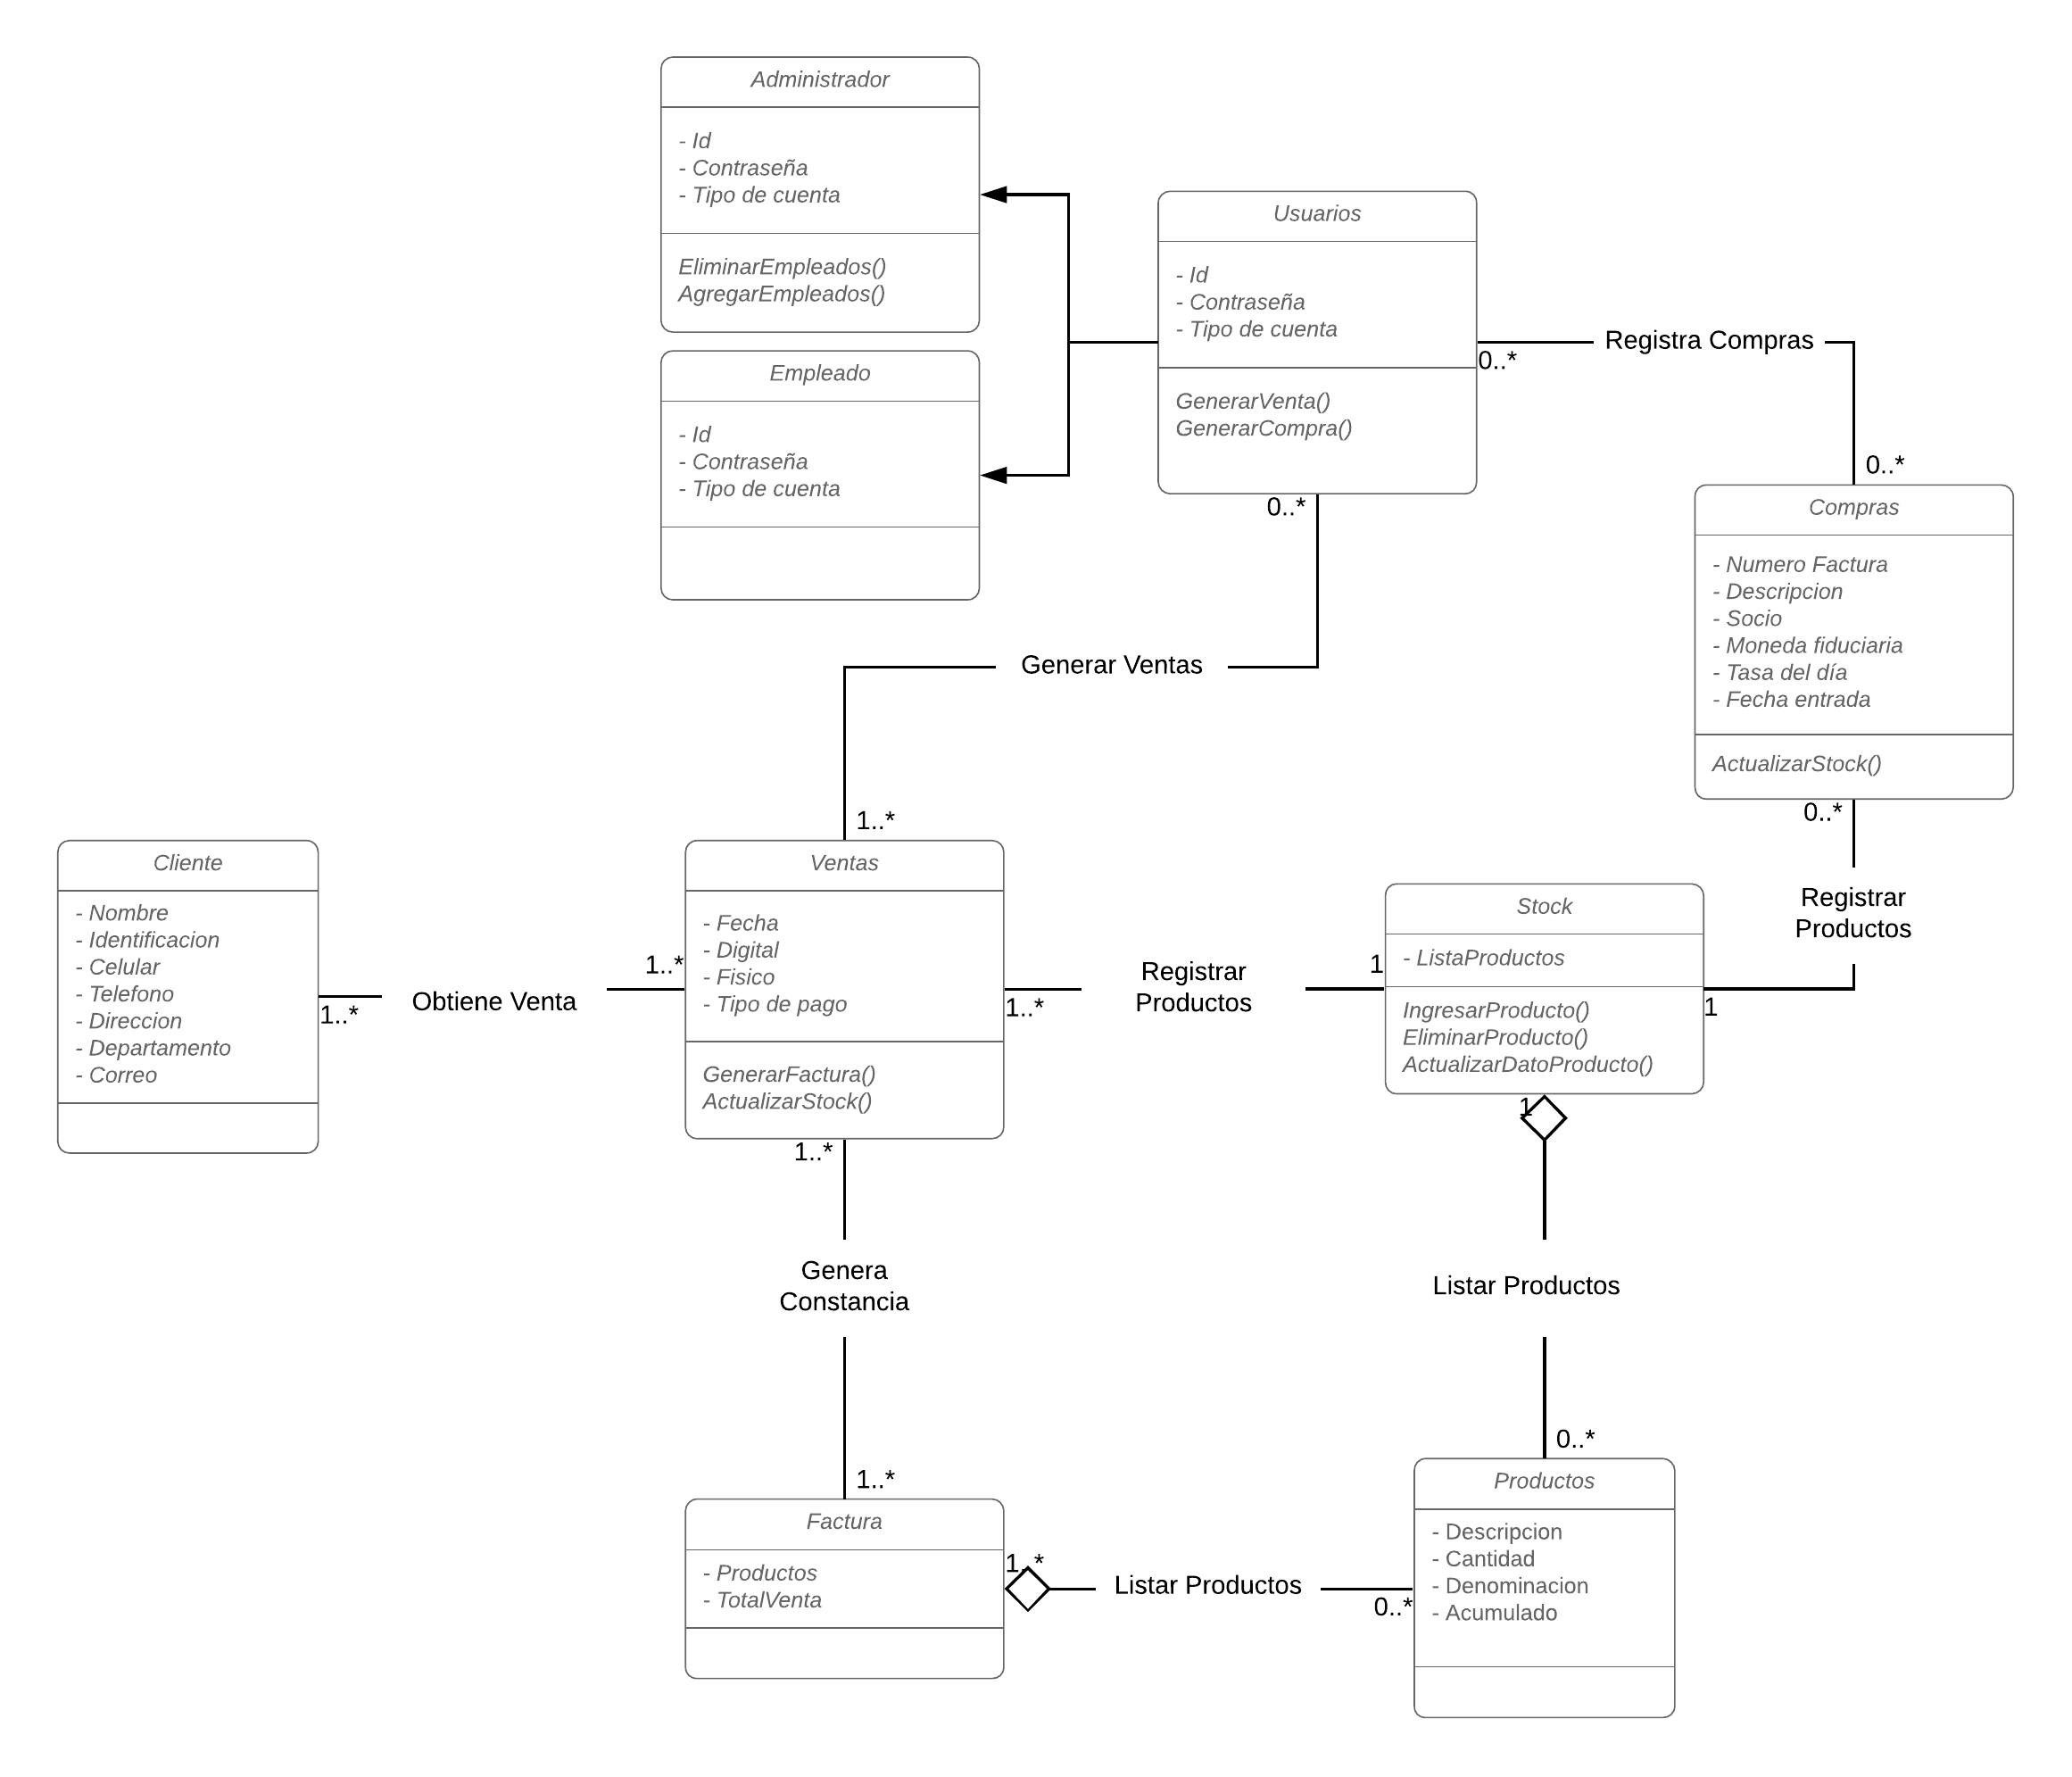 Administrador
- Id
- Contraseña
- Tipo de cuenta
EliminarEmpleados()
AgregarEmpleados()
Usuarios
- Id
- Contraseña
- Tipo de cuenta
GenerarVenta()
GenerarCompra()
Registra Compras
0..*
Empleado
- Id
- Contraseña
- Tipo de cuenta
0..*
0..*
Compras
- Numero Factura
- Descripcion
- Socio
- Moneda fiduciaria
- Tasa del día
- Fecha entrada
ActualizarStock()
0..*
Generar Ventas
1..*
Cliente
- Nombre
- Identificacion
- Celular
- Telefono
- Direccion
- Departamento
- Correo
1..*
Obtiene Venta
1..*
Ventas
- Fecha
- Digital
- Fisico
- Tipo de pago
GenerarFactura()
ActualizarStock()
1..*
Registrar
Productos
1
Stock
- ListaProductos
IngresarProducto()
EliminarProducto()
ActualizarDatoProducto()
Registrar
Productos
1
1..*
1
Genera
Constancia
Listar Productos
1..*
0..*
Factura
- Productos
- TotalVenta
1..*
Listar Productos
0..*
Productos
- Descripcion
- Cantidad
- Denominacion
- Acumulado